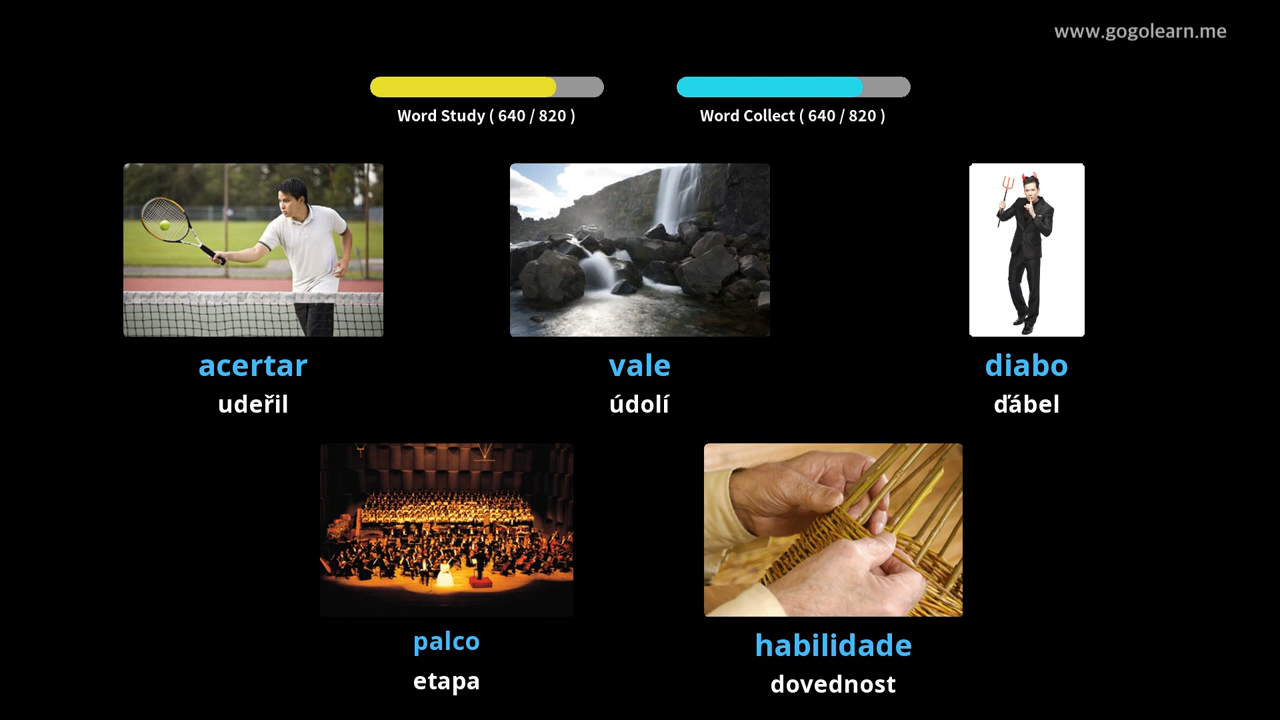 www.gogolearn.me
Word Study ( 640 / 820 )
Word Collect ( 640 / 820 )
acertar
udeřil
vale
údolí
diabo
ďábel
palco
etapa
habilidade
dovednost